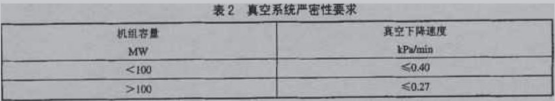 表2 真空系统严密性要求
机组容量 真空下降速度
MW kPa/min
<100 ≤0.40
>100 ≤0.27